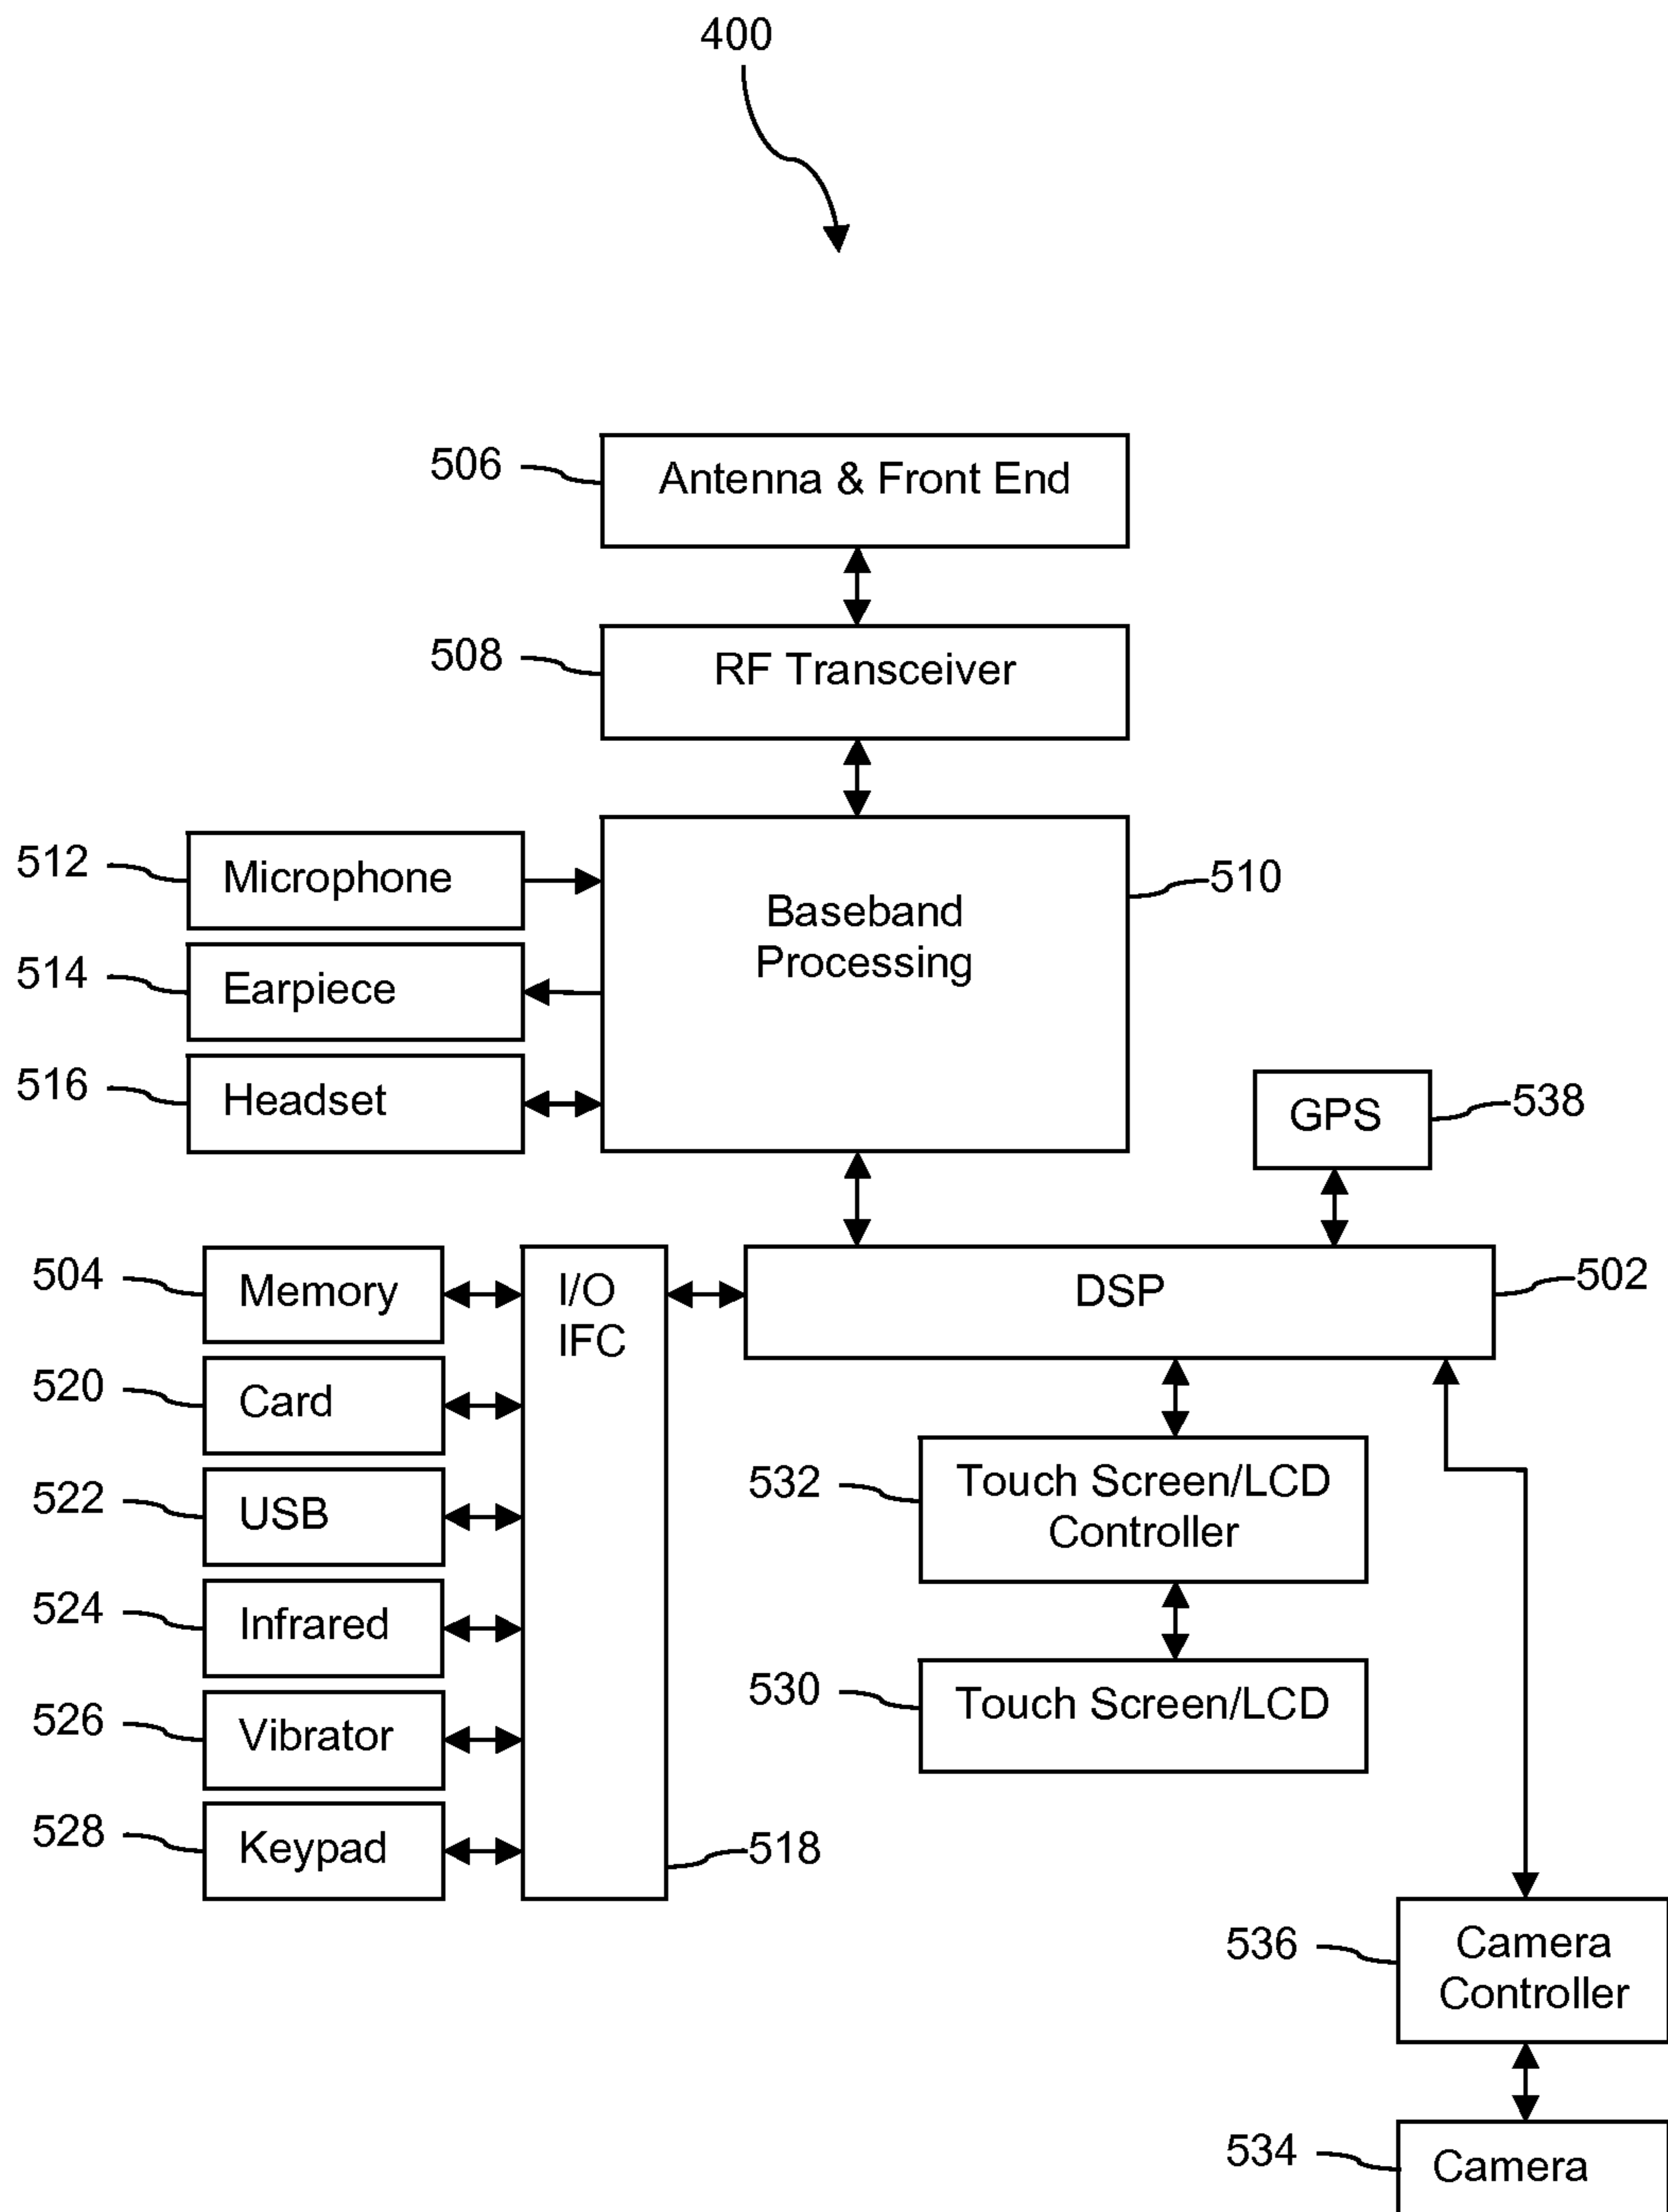 400
506
Antenna & Front End
508
RF Transceiver
512
Microphone
510
Baseband
Processing
514
Earpiece
516
Headset
GPS
538
504
Memory
I/O
IFC
DSP
502
520
Card
532
Touch Screen/LCD
Controller
522
USB
524
Infrared
530
Touch Screen/LCD
526
Vibrator
528
Keypad
518
536
Camera
Controller
534
Camera